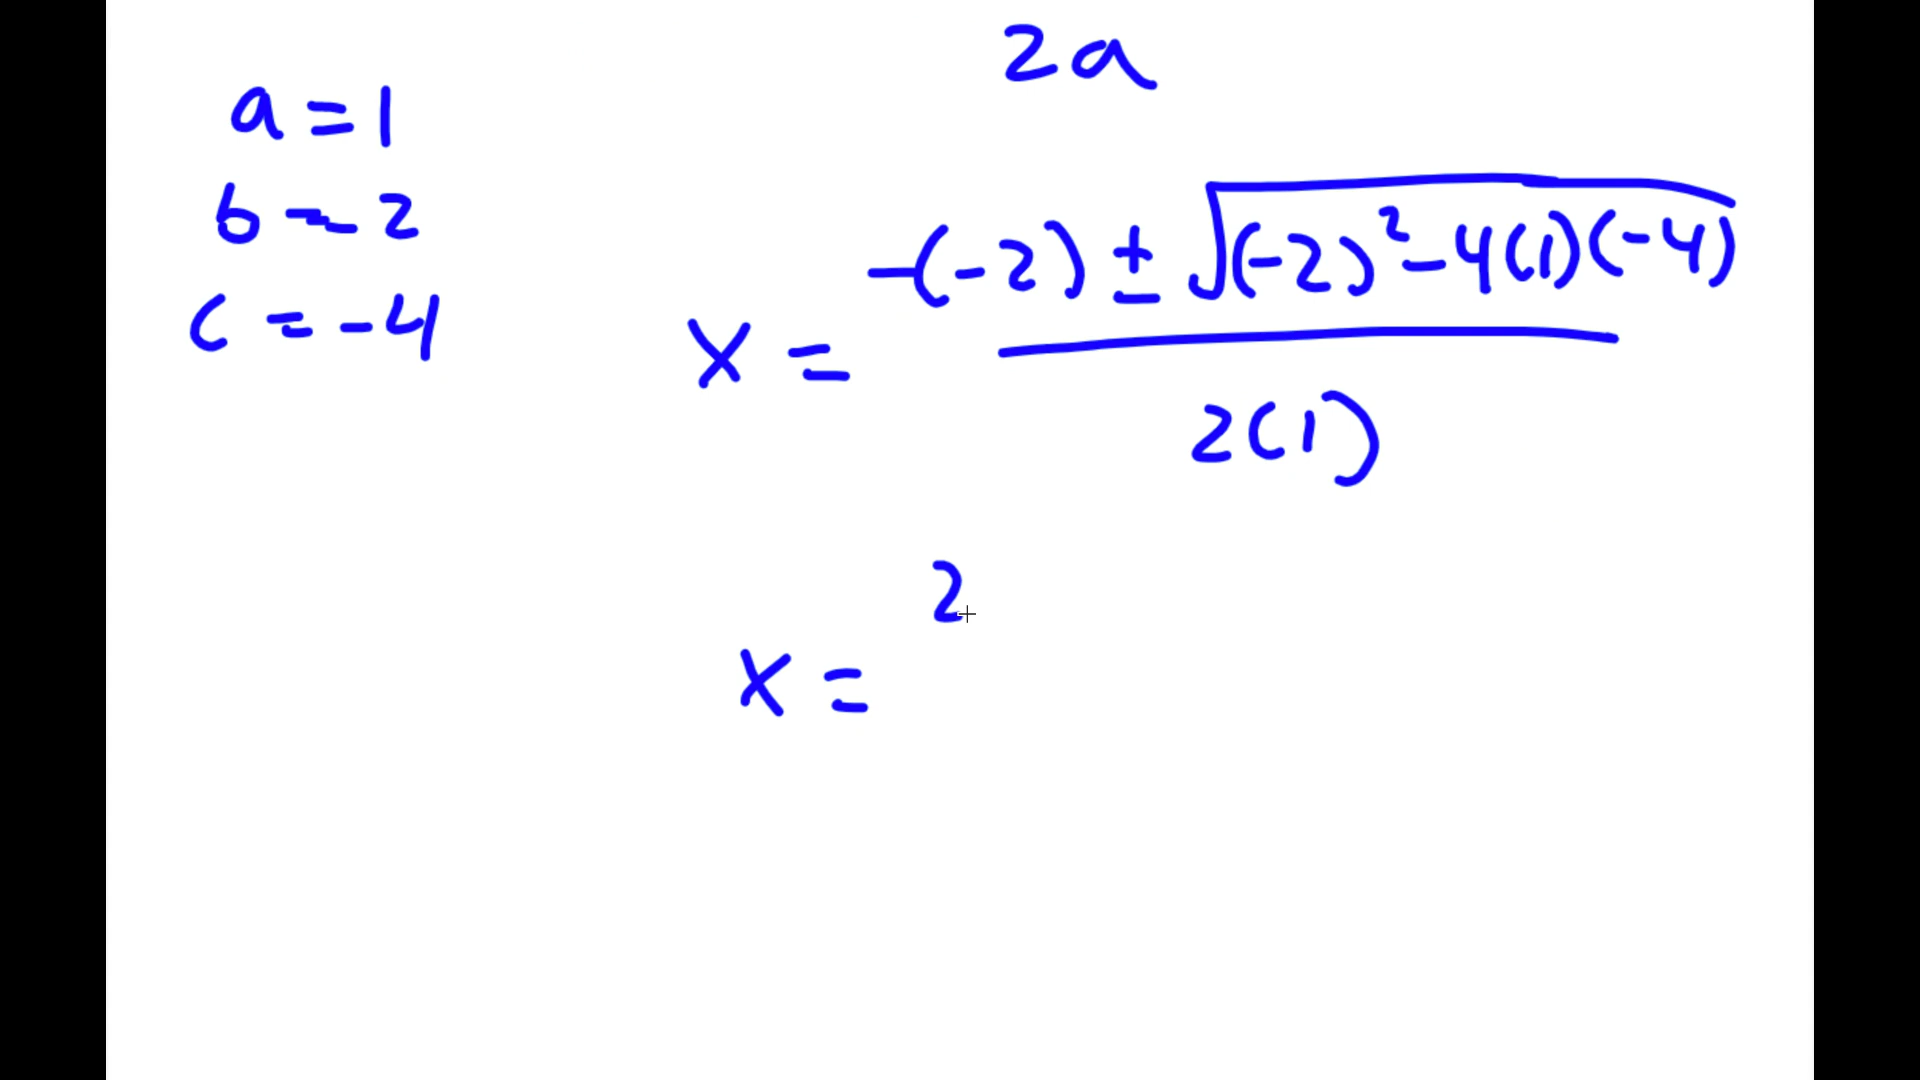 2a
a = 1
b = -2
c = -4
x = -(-2) ± √(-2)² - 4(1)(-4)
2(1)
x = 2